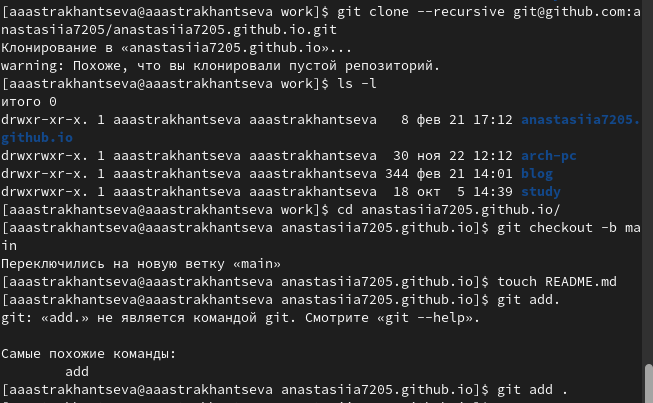 [aaastrakhantseva@aaastrakhantseva work]$ git clone --recursive git@github.com:a
nastasiia7205/anastasiia7205.github.io.git
Клонирование в «anastasiia7205.github.io»...
warning: Похоже, что вы клонировали пустой репозиторий.
[aaastrakhantseva@aaastrakhantseva work]$ ls -l
итого 0
drwxr-xr-x. 1 aaastrakhantseva aaastrakhantseva   8 фев 21 17:12 anastasiia7205.
github.io
drwxrwxr-x. 1 aaastrakhantseva aaastrakhantseva  30 ноя 22 12:12 arch-pc
drwxrwxr-x. 1 aaastrakhantseva aaastrakhantseva 344 фев 21 14:01 blog
drwxrwxr-x. 1 aaastrakhantseva aaastrakhantseva  18 окт  5 14:39 study
[aaastrakhantseva@aaastrakhantseva work]$ cd anastasiia7205.github.io/
[aaastrakhantseva@aaastrakhantseva anastasiia7205.github.io]$ git checkout -b ma
in
Переключились на новую ветку «main»
[aaastrakhantseva@aaastrakhantseva anastasiia7205.github.io]$ touch README.md
[aaastrakhantseva@aaastrakhantseva anastasiia7205.github.io]$ git add.
git: «add.» не является командой git. Смотрите «git --help».

Самые похожие команды:
        add
[aaastrakhantseva@aaastrakhantseva anastasiia7205.github.io]$ git add .